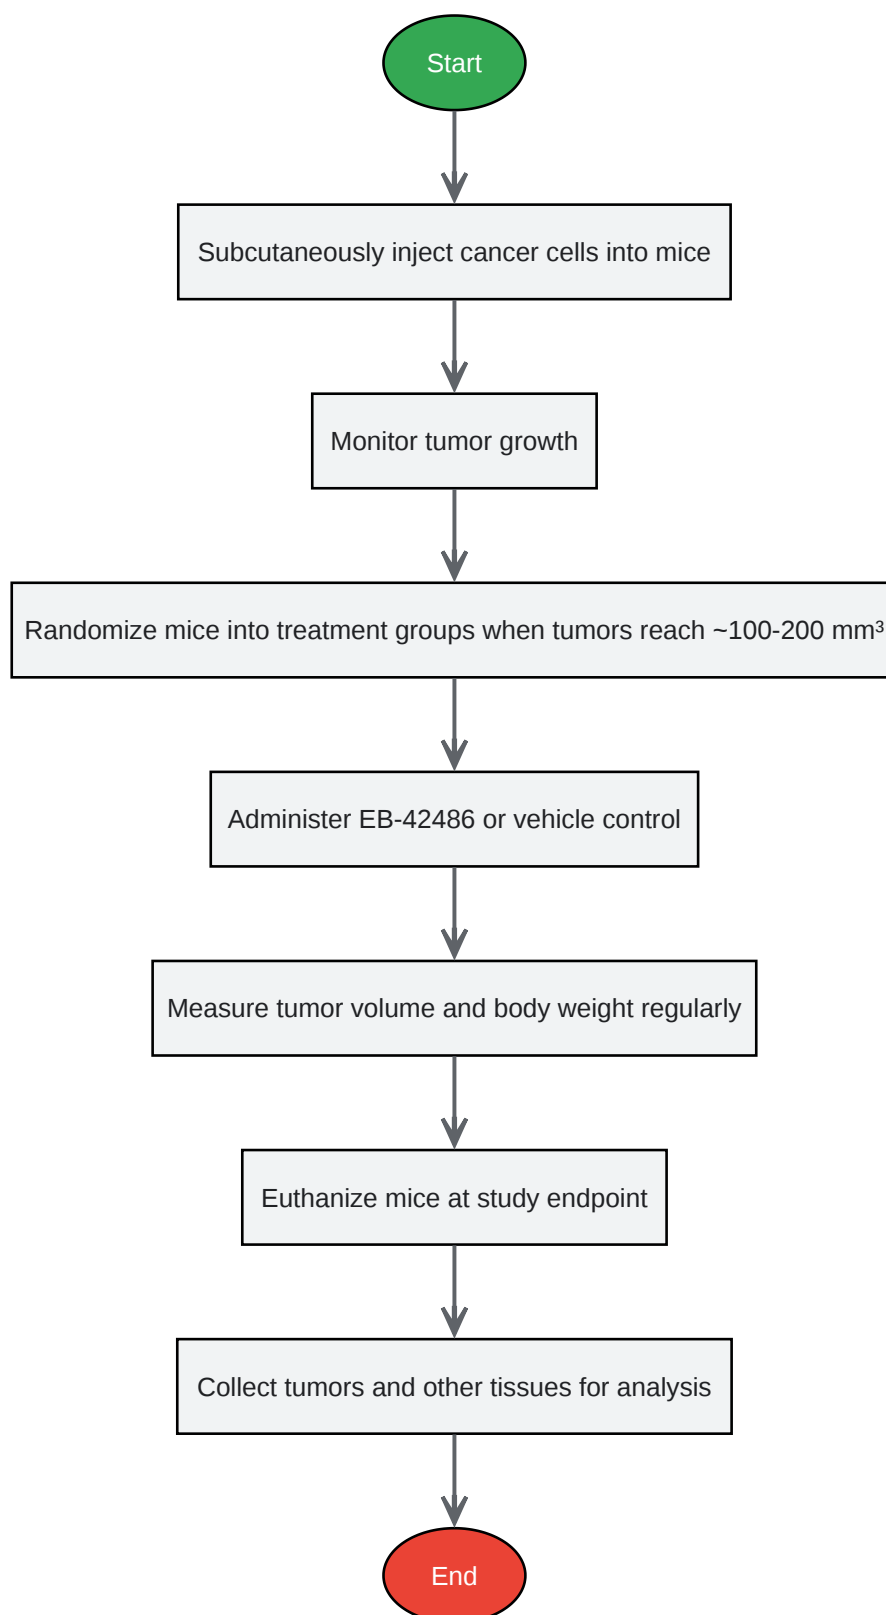 Start
Subcutaneously inject cancer cells into mice
Monitor tumor growth
Randomize mice into treatment groups when tumors reach ~100-200 mm³
Administer EB-42486 or vehicle control
Measure tumor volume and body weight regularly
Euthanize mice at study endpoint
Collect tumors and other tissues for analysis
End